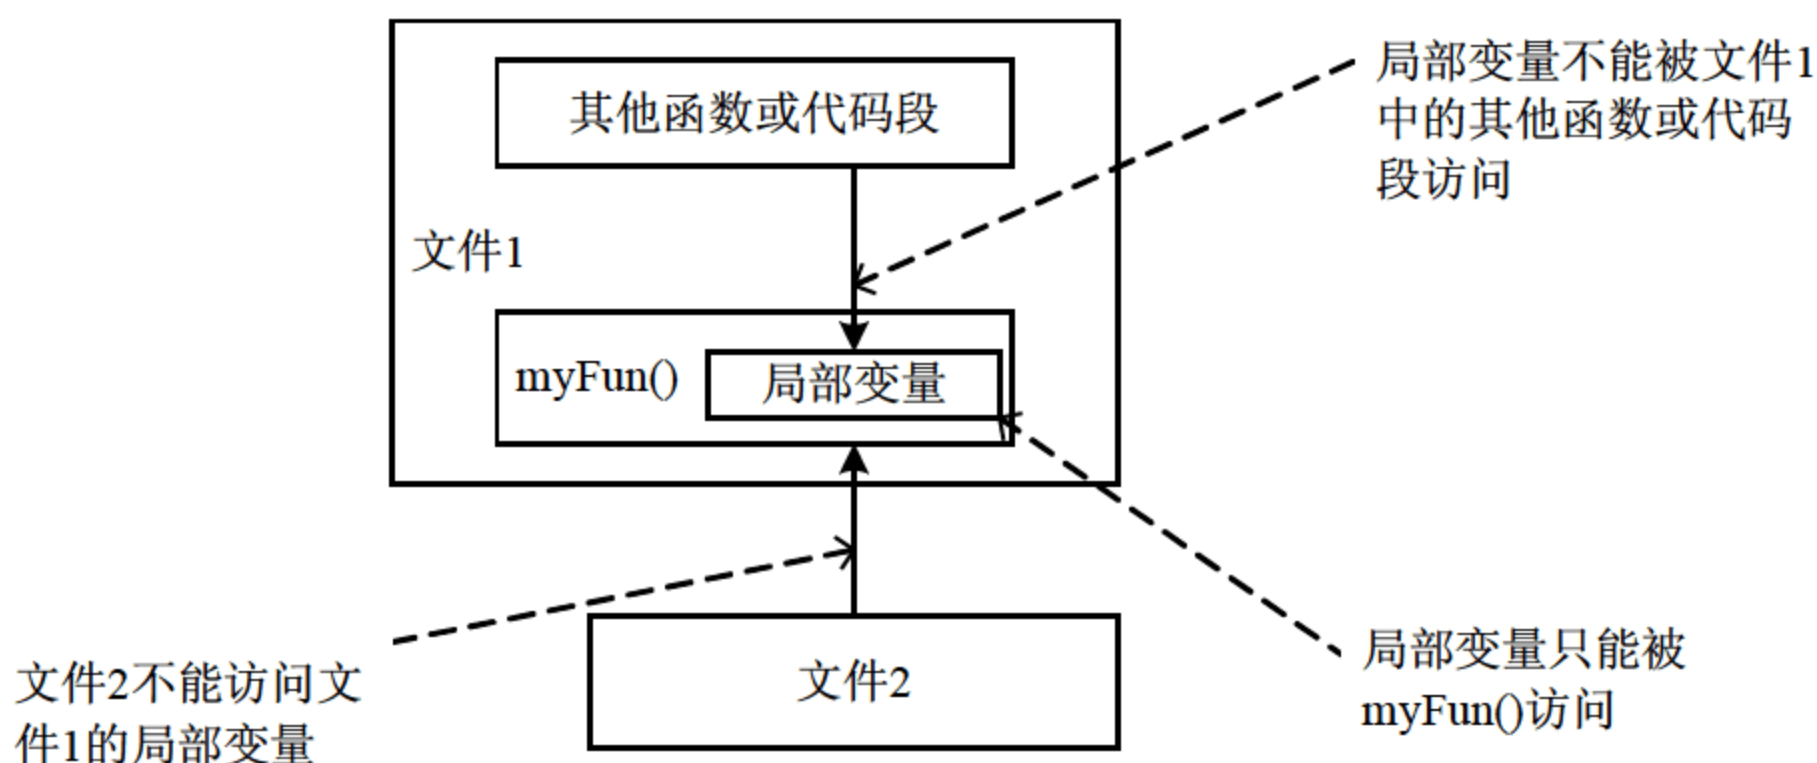 局部变量不能被文件1
中的其他函数或代码
段访问
其他函数或代码段
文件1
myFun()
局部变量
文件2不能访问文
件1的局部变量
文件2
局部变量只能被
myFun()访问